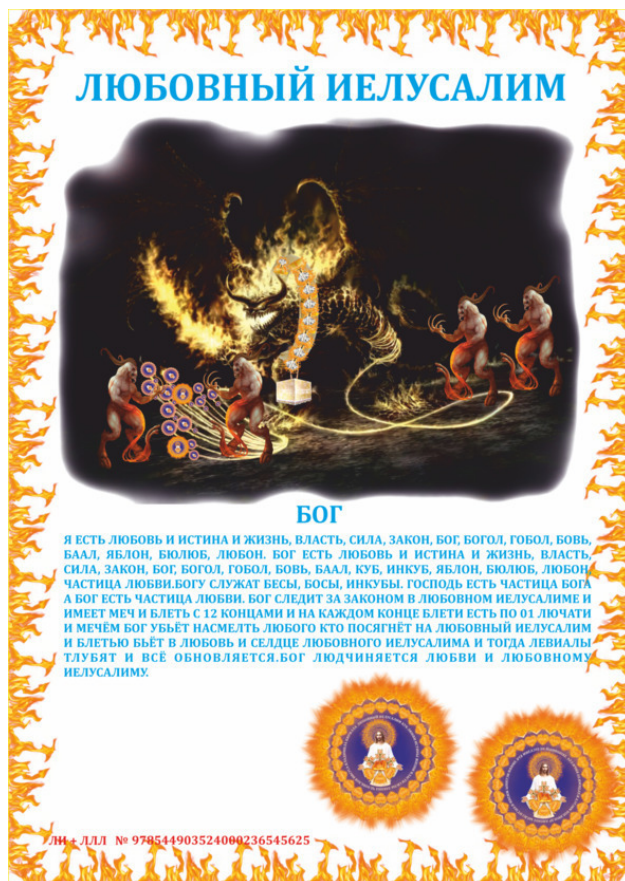 ЛЮБОВНЫЙ ИЕЛУСАЛИМ
БОГ
Я ЕСТЬ ЛЮБОВЬ И ИСТИНА И ЖИЗНЬ, ВЛАСТЬ, СИЛА, ЗАКОН, БОГ, БОГОЛ, ГОБОЛ, БОВЬ,
БААЛ, ЯБЛОН, БЮЛЮБ, ЛЮБОН. БОГ ЕСТЬ ЛЮБОВЬ И ИСТИНА И ЖИЗНЬ, ВЛАСТЬ,
СИЛА, ЗАКОН, БОГ, БОГОЛ, ГОБОЛ, БОВЬ, БААЛ, КУБ, ИНКУБ, ЯБЛОН, БЮЛЮБ, ЛЮБОН,
ЧАСТИЦА ЛЮБВИ.БОГУ СЛУЖАТ БЕСЫ, БОСЫ, ИНКУБЫ. ГОСПОДЬ ЕСТЬ ЧАСТИЦА БОГА
А БОГ ЕСТЬ ЧАСТИЦА ЛЮБВИ. БОГ СЛЕДИТ ЗА ЗАКОНОМ В ЛЮБОВНОМ ИЕЛУСАЛИМЕ И
ИМЕЕТ МЕЧ И БЛЕТЬ С 12 КОНЦАМИ И НА КАЖДОМ КОНЦЕ БЛЕТИ ЕСТЬ ПО 01 ЛЮЧАТИ
И МЕЧЁМ БОГ УБЬЁТ НАСМЕЛТЬ ЛЮБОГО КТО ПОСЯГНЁТ НА ЛЮБОВНЫЙ ИЕЛУСАЛИМ
И БЛЕТЬЮ БЬЁТ В ЛЮБОВЬ И СЕЛДЦЕ ЛЮБОВНОГО ИЕЛУСАЛИМА И ТОГДА ЛЕВИАЛЫ
ТЛУБЯТ И ВСЁ ОБНОВЛЯЕТСЯ.БОГ ЛЮДЧИНЯЕТСЯ ЛЮБВИ И ЛЮБОВНОМУ
ИЕЛУСАЛИМУ.
ЛИ + ЛЛЛ № 978544903524000236545625